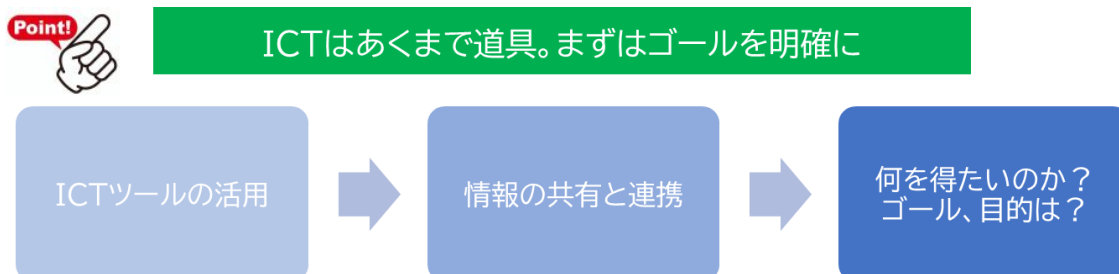 Point!
ICTはあくまで道具。まずはゴールを明確に
ICTツールの活用
情報の共有と連携
何を得たいのか？
ゴール、目的は？